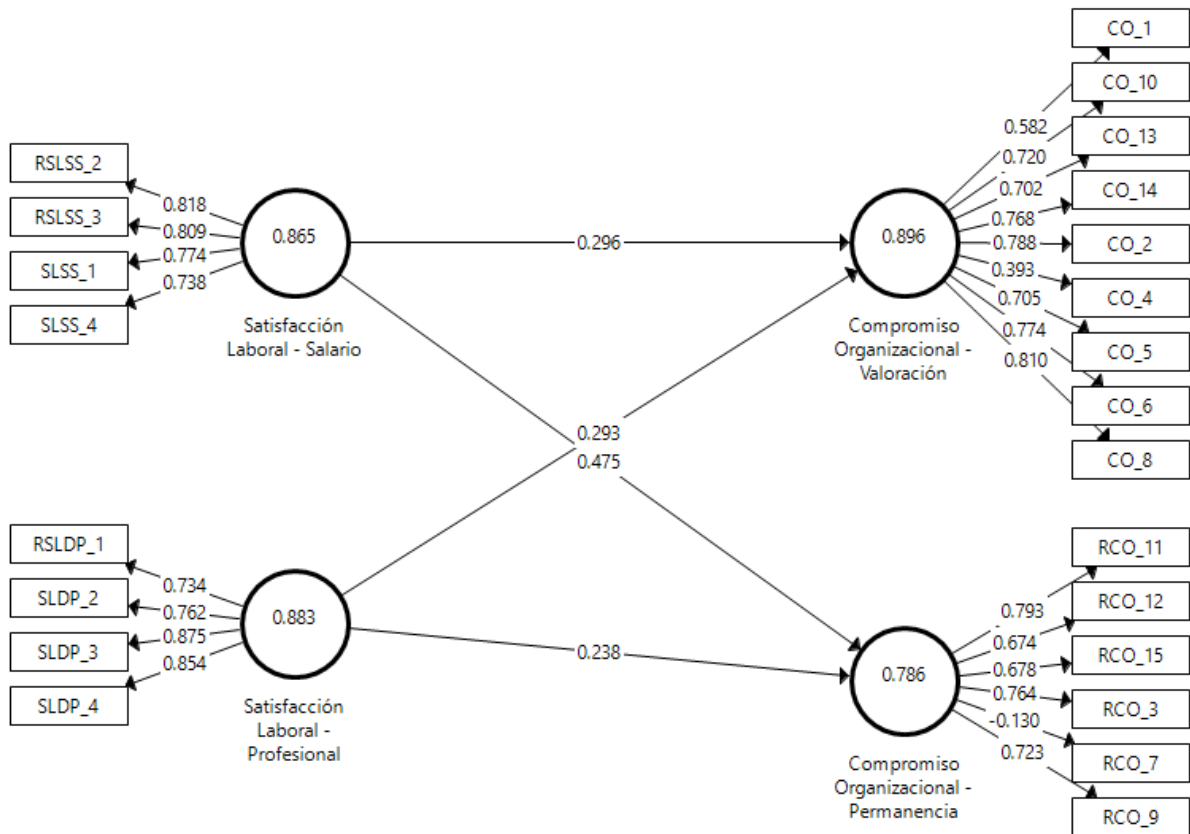 CO_1
CO_10
CO_13
CO_14
CO_2
CO_4
CO_5
CO_6
CO_8
0.582
0.720
0.702
0.768
0.788
0.393
0.705
0.774
0.810
RSLSS_2
RSLSS_3
SLSS_1
SLSS_4
0.818
0.809
0.774
0.738
0.865
Satisfacción
Laboral - Salario
0.296
0.896
Compromiso
Organizacional -
Valoración
0.293
0.475
RSLDP_1
SLDP_2
SLDP_3
SLDP_4
0.734
0.762
0.875
0.854
0.883
Satisfacción
Laboral -
Profesional
0.238
0.786
Compromiso
Organizacional -
Permanencia
0.793
0.674
0.678
0.764
-0.130
0.723
RCO_11
RCO_12
RCO_15
RCO_3
RCO_7
RCO_9